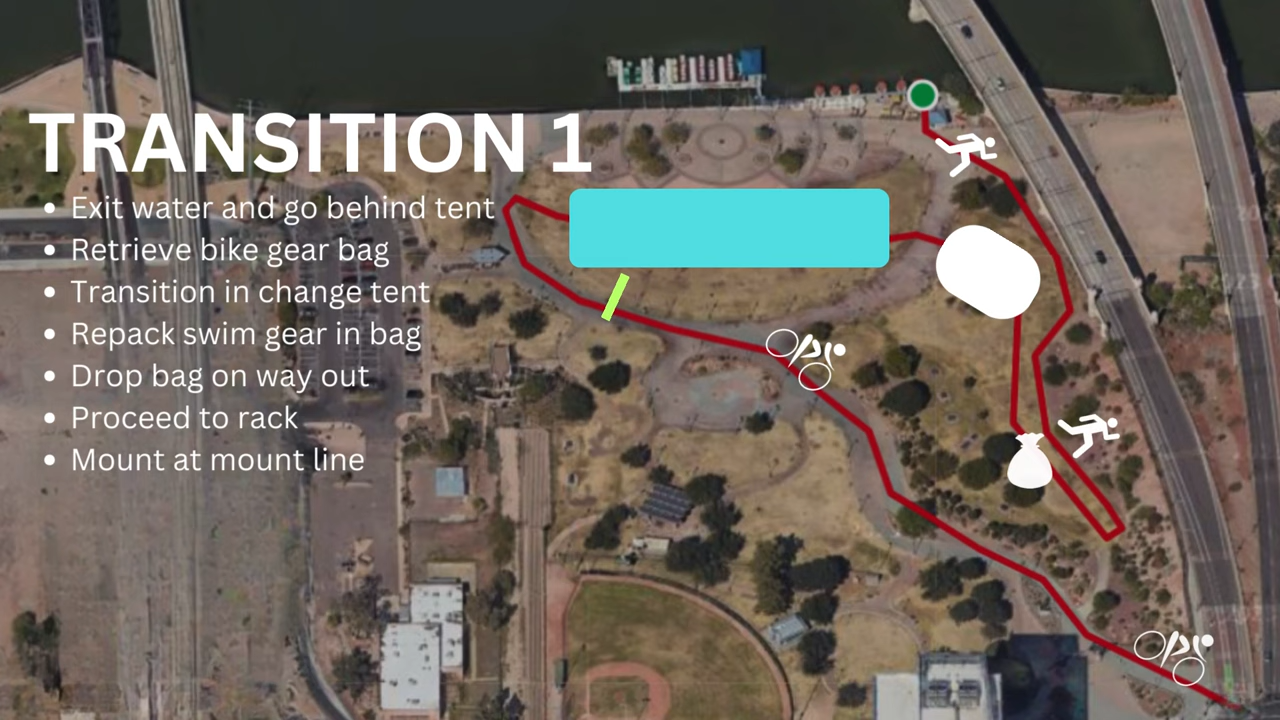 TRANSITION 1
• Exit water and go behind tent
• Retrieve bike gear bag
• Transition in change tent
• Repack swim gear in bag
• Drop bag on way out
• Proceed to rack
• Mount at mount line